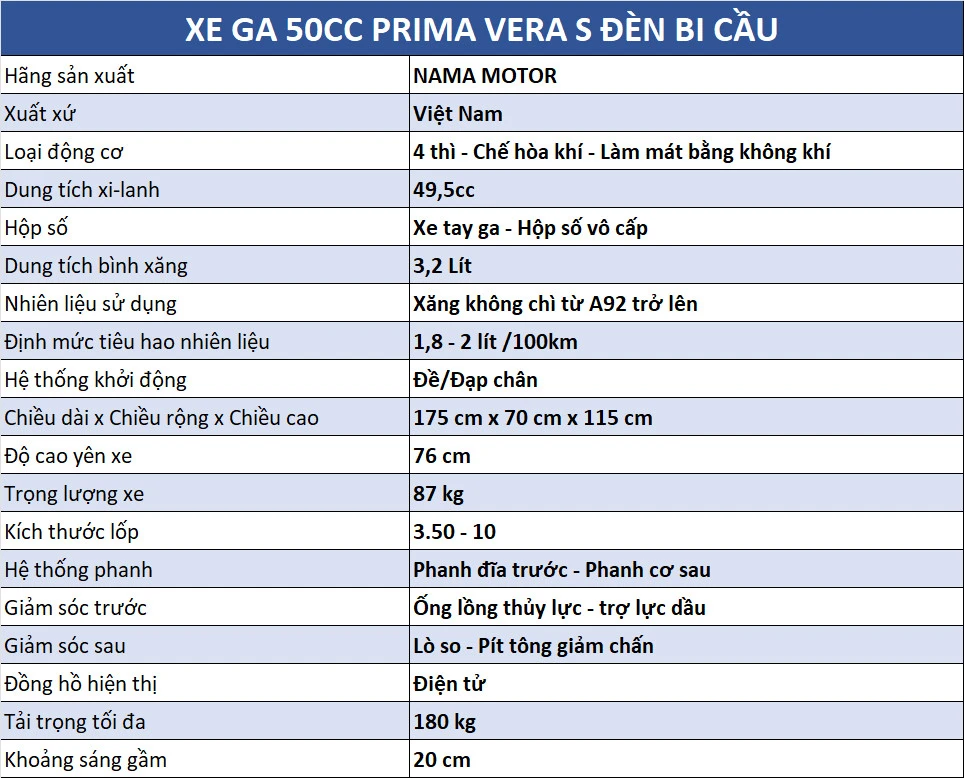 XE GA 50CC PRIMA VERA S ĐÈN BI CẦU
Hãng sản xuất NAMA MOTOR
Xuất xứ Việt Nam
Loại động cơ 4 thì - Chế hòa khí - Làm mát bằng không khí
Dung tích xi-lanh 49,5cc
Hộp số Xe tay ga - Hộp số vô cấp
Dung tích bình xăng 3,2 Lít
Nhiên liệu sử dụng Xăng không chì từ A92 trở lên
Định mức tiêu hao nhiên liệu 1,8 - 2 lít /100km
Hệ thống khởi động Đề/Đạp chân
Chiều dài x Chiều rộng x Chiều cao 175 cm x 70 cm x 115 cm
Độ cao yên xe 76 cm
Trọng lượng xe 87 kg
Kích thước lốp 3.50 - 10
Hệ thống phanh Phanh đĩa trước - Phanh cơ sau
Giảm sóc trước Ống lồng thủy lực - trợ lực dầu
Giảm sóc sau Lò so - Pít tông giảm chấn
Đồng hồ hiện thị Điện tử
Tải trọng tối đa 180 kg
Khoảng sáng gầm 20 cm